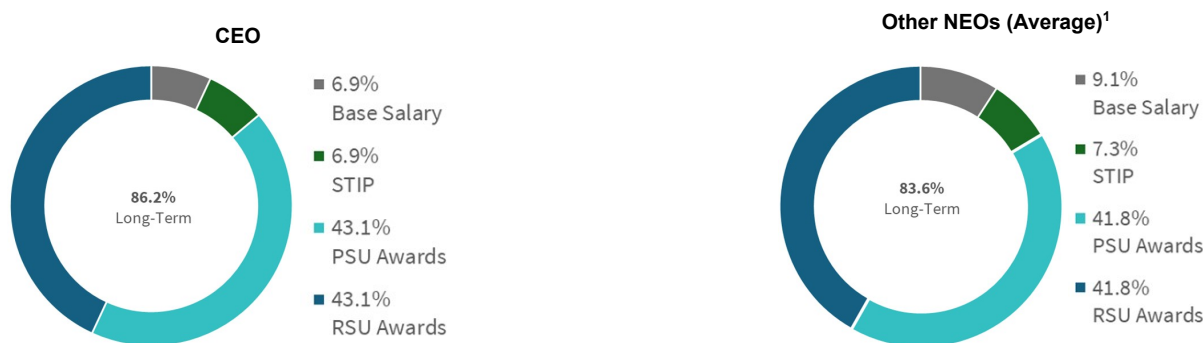 CEO
6.9%
Base Salary
6.9%
STIP
43.1%
PSU Awards
43.1%
RSU Awards
86.2%
Long-Term
Other NEOs (Average)¹
9.1%
Base Salary
7.3%
STIP
41.8%
PSU Awards
41.8%
RSU Awards
83.6%
Long-Term